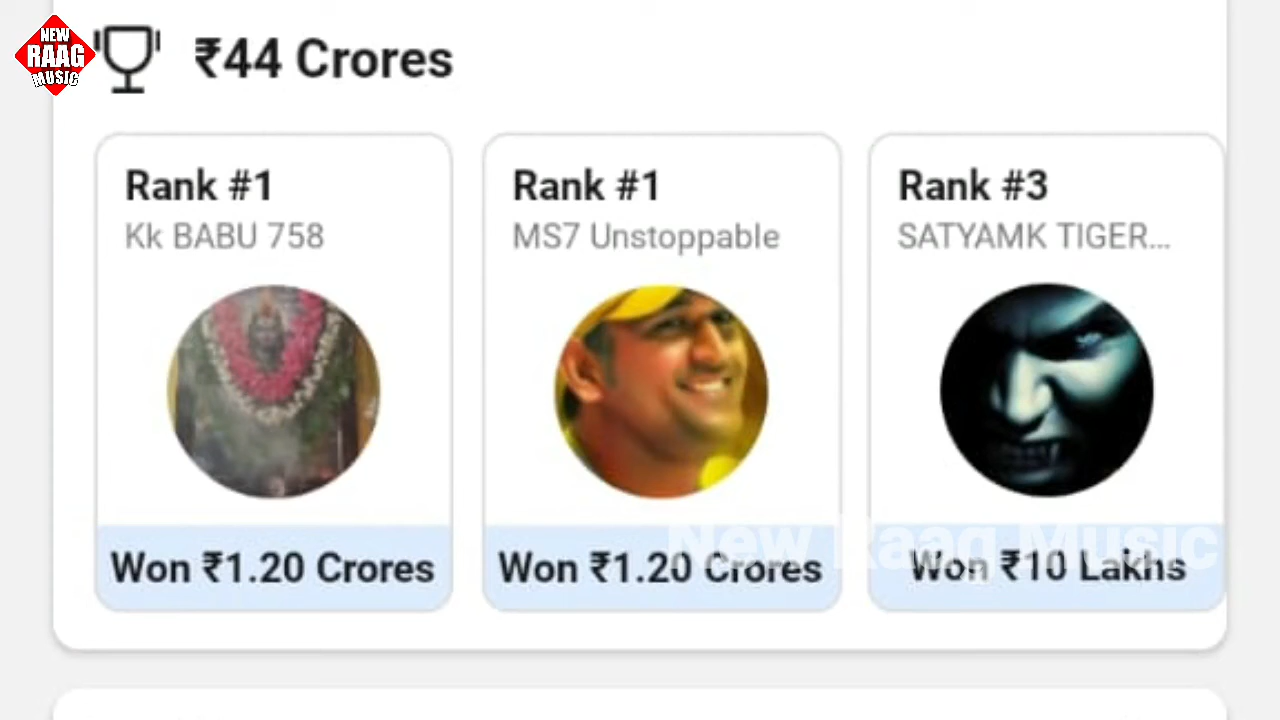 NEW
RAAG
MUSIC
₹44 Crores
Rank #1
Kk BABU 758
Won ₹1.20 Crores
Rank #1
MS7 Unstoppable
Won ₹1.20 Crores
Rank #3
SATYAMK TIGER...
Won ₹10 Lakhs
New Raag Music